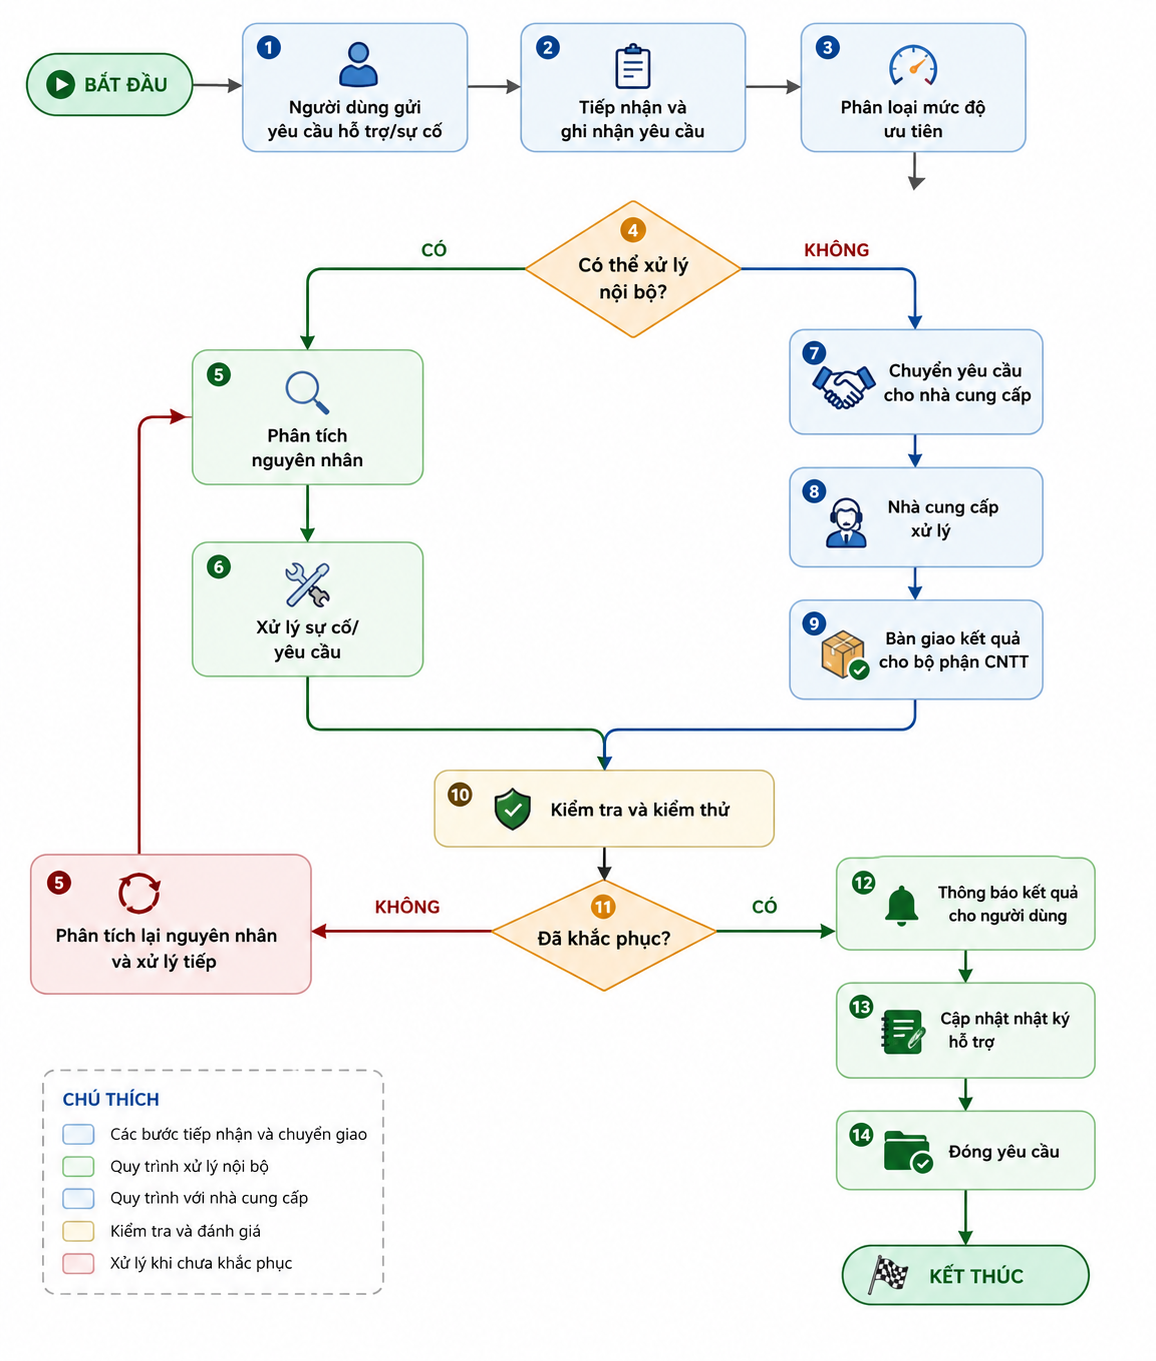 BẮT ĐẦU
1
Người dùng gửi
yêu cầu hỗ trợ/sự cố
2
Tiếp nhận và
ghi nhận yêu cầu
3
Phân loại mức độ
ưu tiên
4
Có thể xử lý
nội bộ?
CÓ
KHÔNG
5
Phân tích
nguyên nhân
6
Xử lý sự cố/
yêu cầu
7
Chuyển yêu cầu
cho nhà cung cấp
8
Nhà cung cấp
xử lý
9
Bàn giao kết quả
cho bộ phận CNTT
10
Kiểm tra và kiểm thử
11
Đã khắc phục?
KHÔNG
CÓ
5
Phân tích lại nguyên nhân
và xử lý tiếp
12
Thông báo kết quả
cho người dùng
13
Cập nhật nhật ký
hỗ trợ
14
Đóng yêu cầu
KẾT THÚC
CHÚ THÍCH
Các bước tiếp nhận và chuyển giao
Quy trình xử lý nội bộ
Quy trình với nhà cung cấp
Kiểm tra và đánh giá
Xử lý khi chưa khắc phục